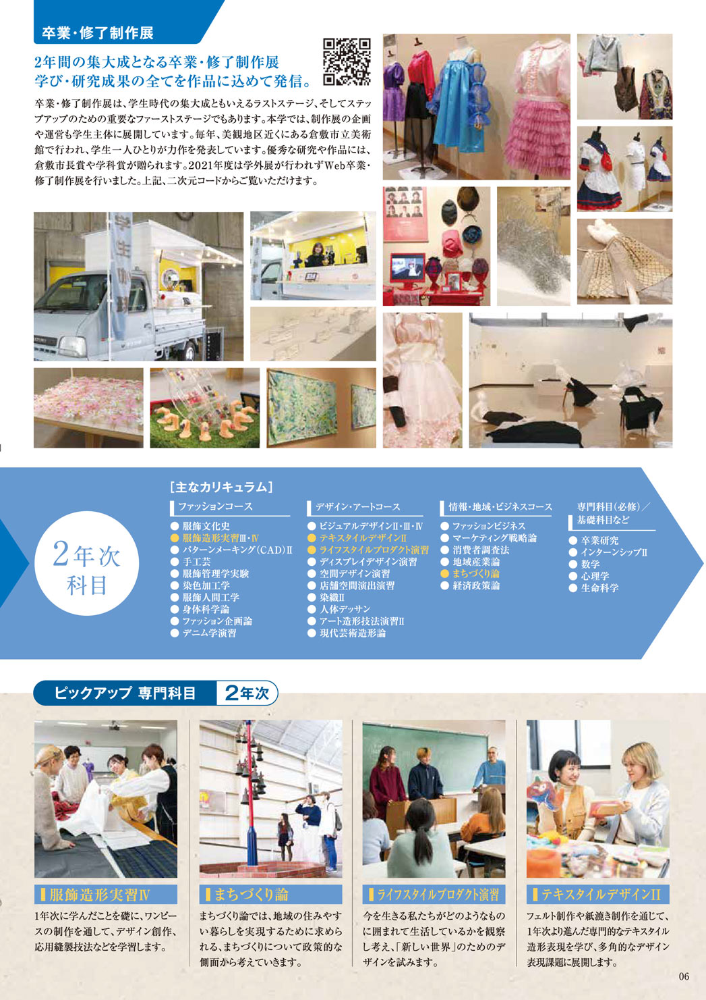 卒業・修了制作展
2年間の集大成となる卒業・修了制作展
学び・研究成果の全てを作品に込めて発信。
卒業・修了制作展は、学生時代の集大成ともいえるラストステージ、そしてステッ
プアップのための重要なファーストステージでもあります。本学では、制作展の企画
や運営も学生主体に展開しています。毎年、美観地区近くにある倉敷市立美術
館で行われ、学生一人ひとりが力作を発表しています。優秀な研究や作品には、
倉敷市長賞や学科賞が贈られます。2021年度は学外展が行われずWeb卒業・
修了制作展を行いました。上記、二次元コードからご覧いただけます。
2年次
科目
［主なカリキュラム］
ファッションコース
● 服飾文化史
● 服飾造形実習Ⅲ・Ⅳ
● パターンメーキング（CAD）Ⅱ
● 手工芸
● 服飾管理学実験
● 染色加工学
● 服飾人間工学
● 身体科学論
● ファッション企画論
● デニム学演習
デザイン・アートコース
● ビジュアルデザインⅡ・Ⅲ・Ⅳ
● テキスタイルデザインⅡ
● ライフスタイルプロダクト演習
● ディスプレイデザイン演習
● 空間デザイン演習
● 店舗空間演出演習
● 染織Ⅱ
● 人体デッサン
● アート造形技法演習Ⅱ
● 現代芸術造形論
情報・地域・ビジネスコース
● ファッションビジネス
● マーケティング戦略論
● 消費者調査法
● 地域産業論
● まちづくり論
● 経済政策論
専門科目（必修）／
基礎科目など
● 卒業研究
● インターンシップⅡ
● 数学
● 心理学
● 生命科学
ピックアップ 専門科目 2年次
服飾造形実習Ⅳ
1年次に学んだことを礎に、ワンピー
スの制作を通して、デザイン創作、
応用縫製技法などを学習します。
まちづくり論
まちづくり論では、地域の住みやす
い暮らしを実現するために求めら
れる、まちづくりについて政策的な
側面から考えていきます。
ライフスタイルプロダクト演習
今を生きる私たちがどのようなもの
に囲まれて生活しているかを観察
し考え、「新しい世界」のためのデ
ザインを試みます。
テキスタイルデザインⅡ
フェルト制作や紙漉き制作を通じて、
1年次より進んだ専門的なテキスタイル
造形表現を学び、多角的なデザイン
表現課題に展開します。
06